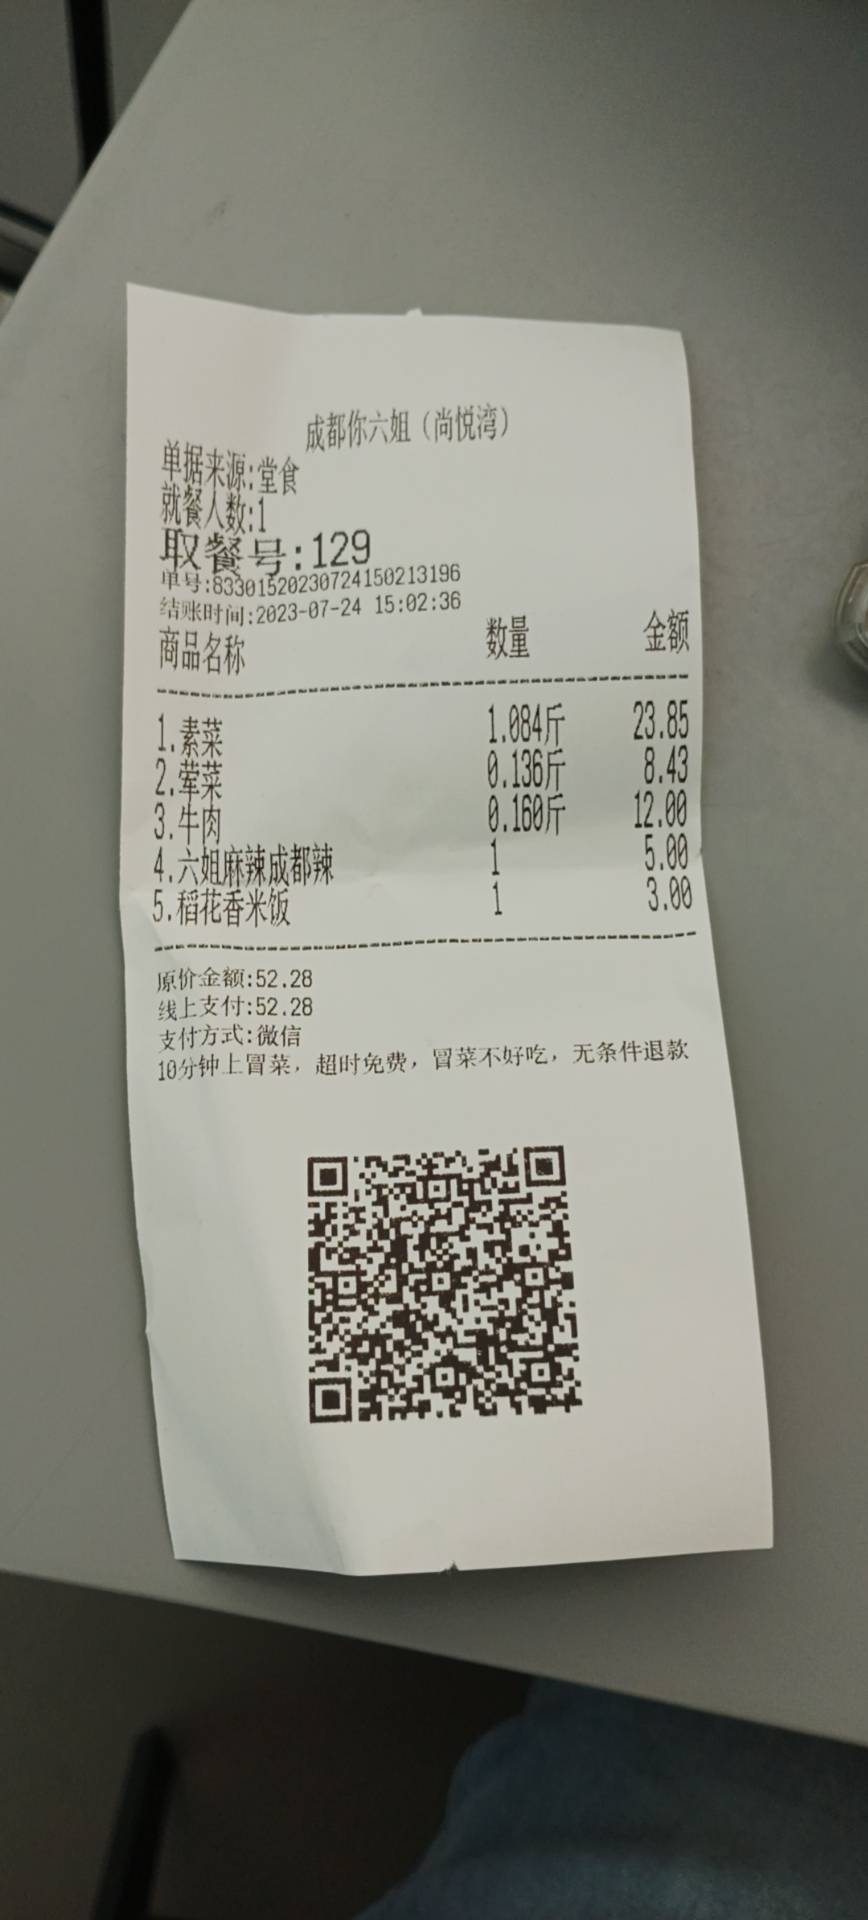 成都你六姐（尚悦湾）
单据来源:堂食
就餐人数:1
取餐号:129
单号:83301520230724150213196
结账时间:2023-07-24 15:02:36
商品名称 数量 金额
1.素菜 1.084斤 23.85
2.荤菜 0.136斤 8.43
3.牛肉 0.160斤 12.00
4.六姐麻辣成都辣 1 5.00
5.稻花香米饭 1 3.00
原价金额:52.28
线上支付:52.28
支付方式:微信
10分钟上冒菜，超时免费，冒菜不好吃，无条件退款